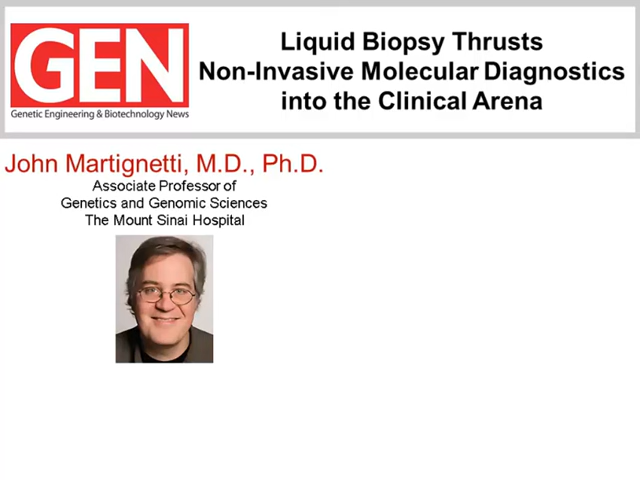 GEN
Genetic Engineering & Biotechnology News
Liquid Biopsy Thrusts
Non-Invasive Molecular Diagnostics
into the Clinical Arena
John Martignetti, M.D., Ph.D.
Associate Professor of
Genetics and Genomic Sciences
The Mount Sinai Hospital